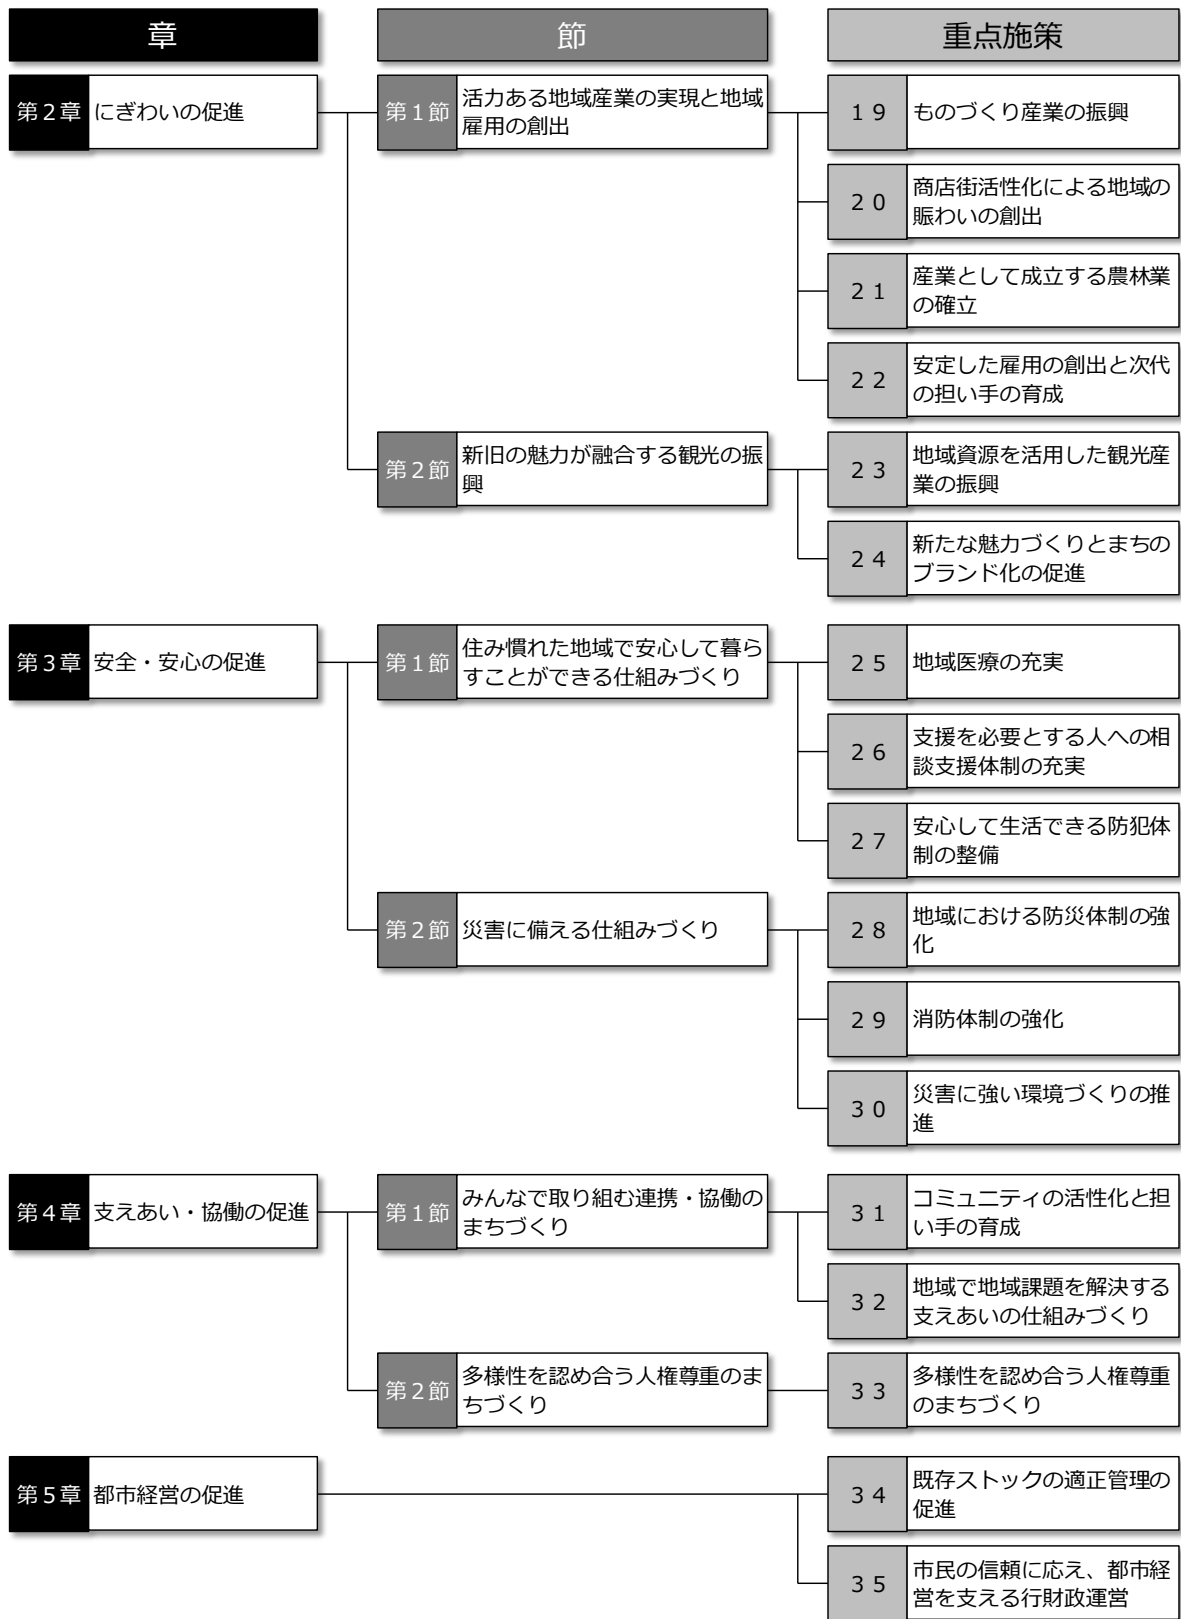 章
節
重点施策
第２章
にぎわいの促進
第１節
活力ある地域産業の実現と地域
雇用の創出
１９
ものづくり産業の振興
２０
商店街活性化による地域の
賑わいの創出
２１
産業として成立する農林業
の確立
２２
安定した雇用の創出と次代
の担い手の育成
第２節
新旧の魅力が融合する観光の振
興
２３
地域資源を活用した観光産
業の振興
２４
新たな魅力づくりとまちの
ブランド化の促進
第３章
安全・安心の促進
第１節
住み慣れた地域で安心して暮ら
すことができる仕組みづくり
２５
地域医療の充実
２６
支援を必要とする人への相
談支援体制の充実
２７
安心して生活できる防犯体
制の整備
第２節
災害に備える仕組みづくり
２８
地域における防災体制の強
化
２９
消防体制の強化
３０
災害に強い環境づくりの推
進
第４章
支えあい・協働の促進
第１節
みんなで取り組む連携・協働の
まちづくり
３１
コミュニティの活性化と担
い手の育成
３２
地域で地域課題を解決する
支えあいの仕組みづくり
第２節
多様性を認め合う人権尊重のま
ちづくり
３３
多様性を認め合う人権尊重
のまちづくり
第５章
都市経営の促進
３４
既存ストックの適正管理の
促進
３５
市民の信頼に応え、都市経
営を支える行財政運営